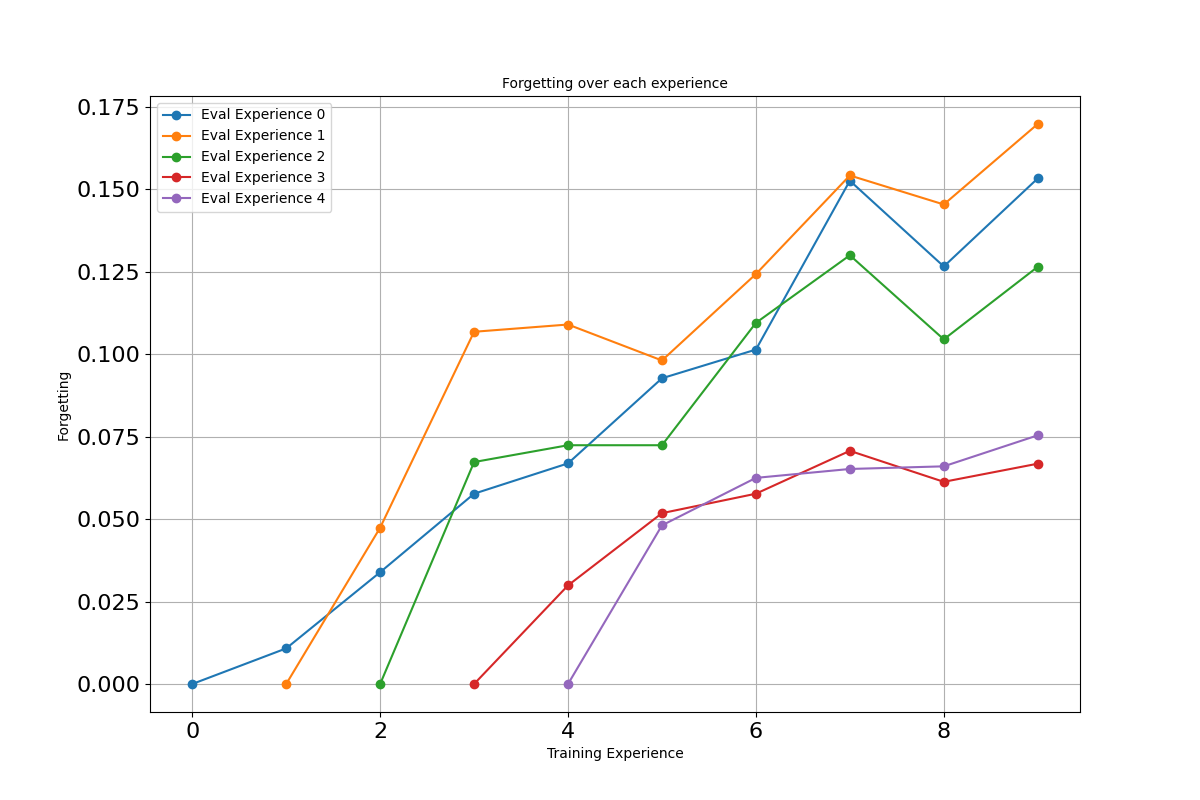 Forgetting over each experience
0.175
0.150
0.125
0.100
0.075
0.050
0.025
0.000
Forgetting
Eval Experience 0
Eval Experience 1
Eval Experience 2
Eval Experience 3
Eval Experience 4
0 2 4 6 8
Training Experience